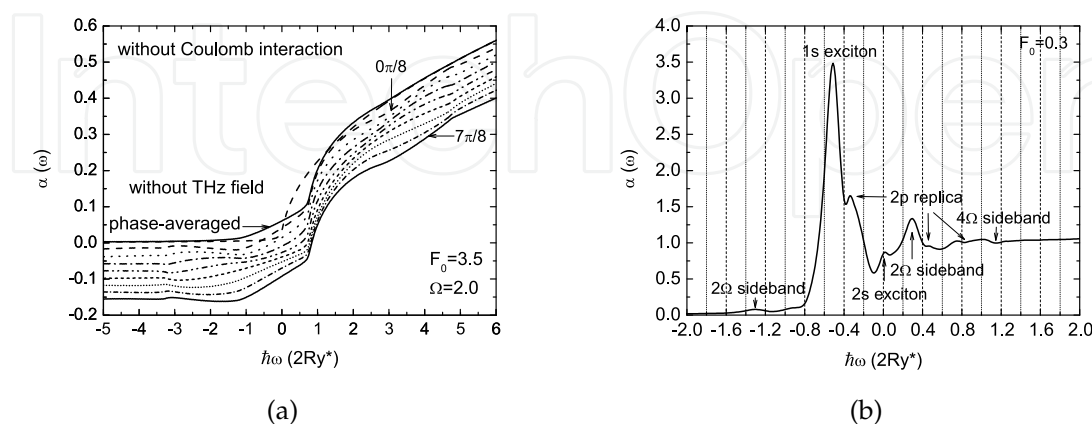 InTechOpen
(a)
0.6
0.5
0.4
0.3
0.2
0.1
0.0
-0.1
-0.2
α (ω)
without Coulomb interaction
0π/8
7π/8
without THz field
phase-averaged
F0=3.5
Ω=2.0
-5 -4 -3 -2 -1 0 1 2 3 4 5 6
ħω (2Ry*)
(a)
(b)
4.0
3.5
3.0
2.5
2.0
1.5
1.0
0.5
0.0
α (ω)
1s exciton
F0=0.3
2p replica
4Ω sideband
2Ω sideband
2Ω sideband
2s exciton
-2.0 -1.6 -1.2 -0.8 -0.4 0.0 0.4 0.8 1.2 1.6 2.0
ħω (2Ry*)
(b)